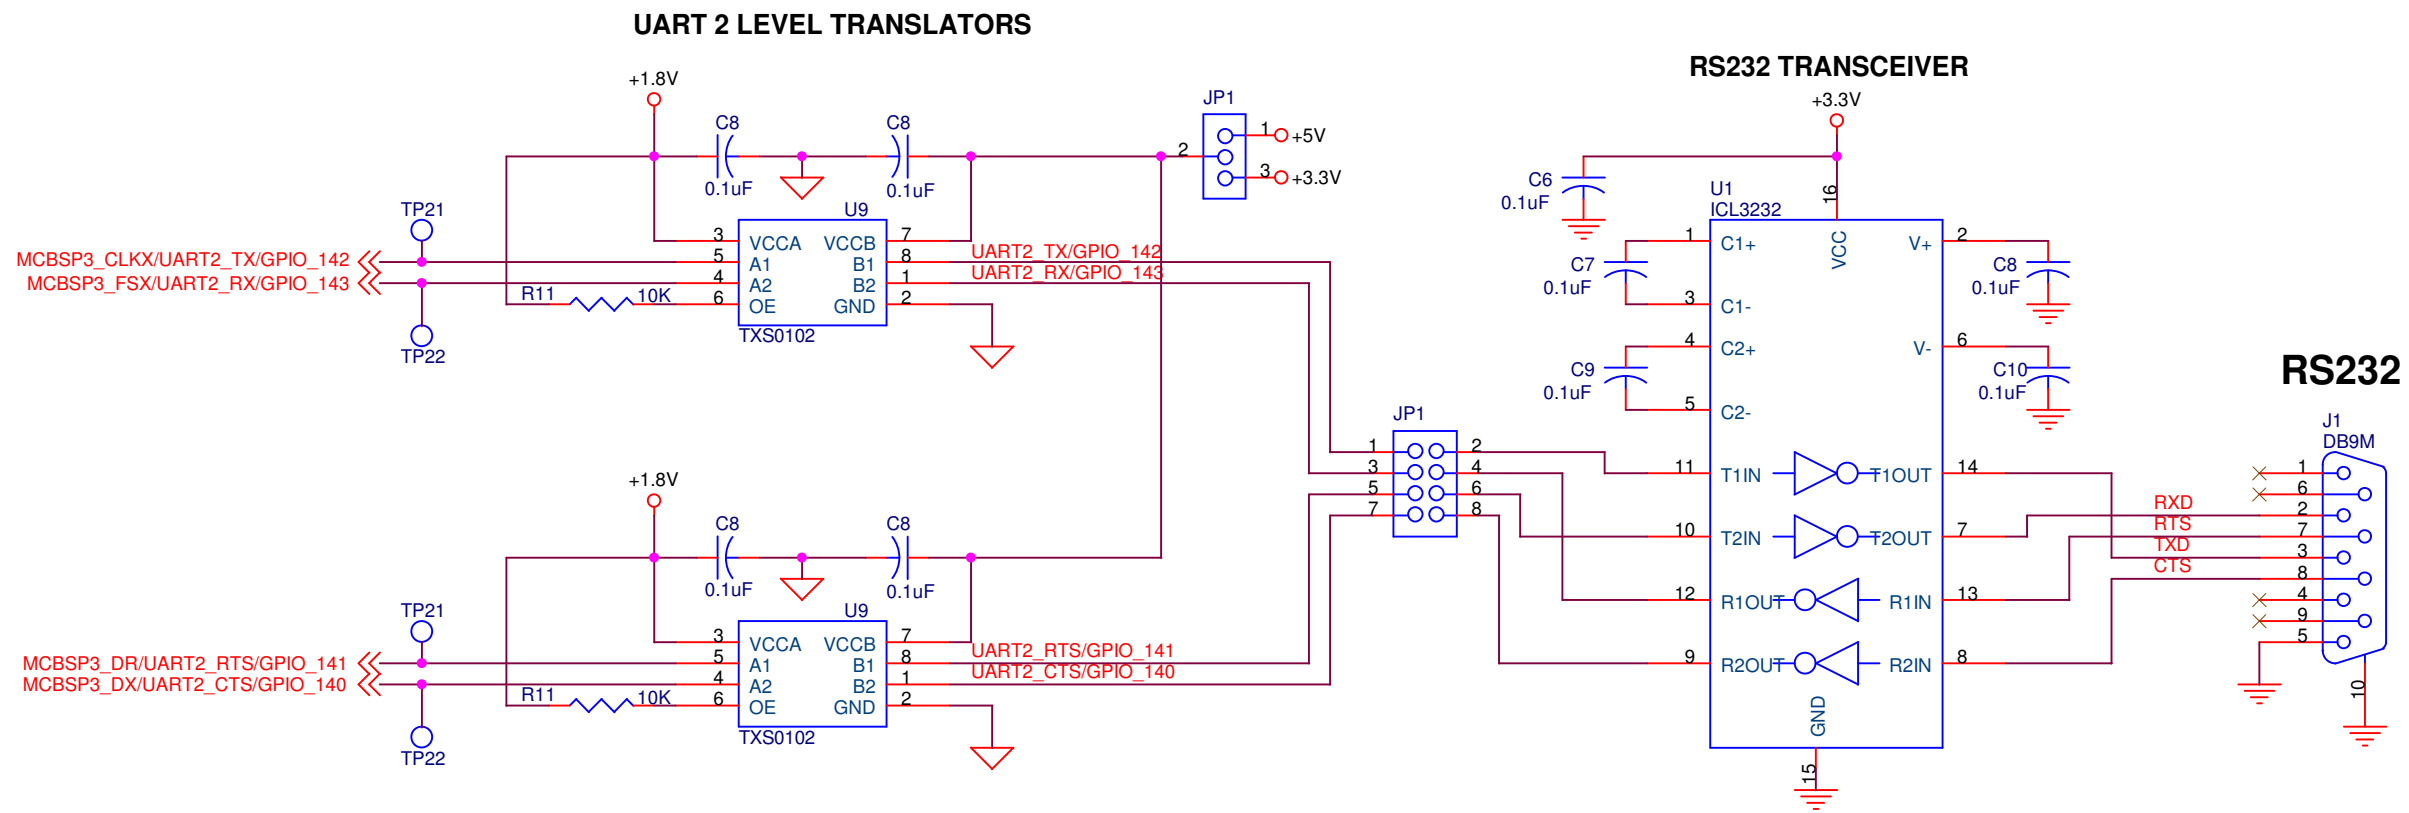 UART 2 LEVEL TRANSLATORS
+1.8V
C8
0.1uF
C8
0.1uF
JP1
1
+5V
2
3
+3.3V
TP21
MCBSP3_CLKX/UART2_TX/GPIO_142
MCBSP3_FSX/UART2_RX/GPIO_143
TP22
R11
10K
U9
3
VCCA
VCCB
7
5
A1
B1
8
4
A2
B2
1
6
OE
GND
2
TXS0102
UART2_TX/GPIO_142
UART2_RX/GPIO_143
+1.8V
C8
0.1uF
C8
0.1uF
TP21
MCBSP3_DR/UART2_RTS/GPIO_141
MCBSP3_DX/UART2_CTS/GPIO_140
TP22
R11
10K
U9
3
VCCA
VCCB
7
5
A1
B1
8
4
A2
B2
1
6
OE
GND
2
TXS0102
UART2_RTS/GPIO_141
UART2_CTS/GPIO_140
JP1
1
2
3
4
5
6
7
8
RS232 TRANSCEIVER
+3.3V
C6
0.1uF
U1
ICL3232
16
VCC
1
C1+
V+
2
C7
0.1uF
C8
0.1uF
3
C1-
4
C2+
V-
6
C9
0.1uF
C10
0.1uF
5
C2-
11
T1IN
T1OUT
14
10
T2IN
T2OUT
7
12
R1OUT
R1IN
13
9
R2OUT
R2IN
8
GND
15
RS232
J1
DB9M
1
6
RXD
2
RTS
7
TXD
3
CTS
8
4
9
5
10